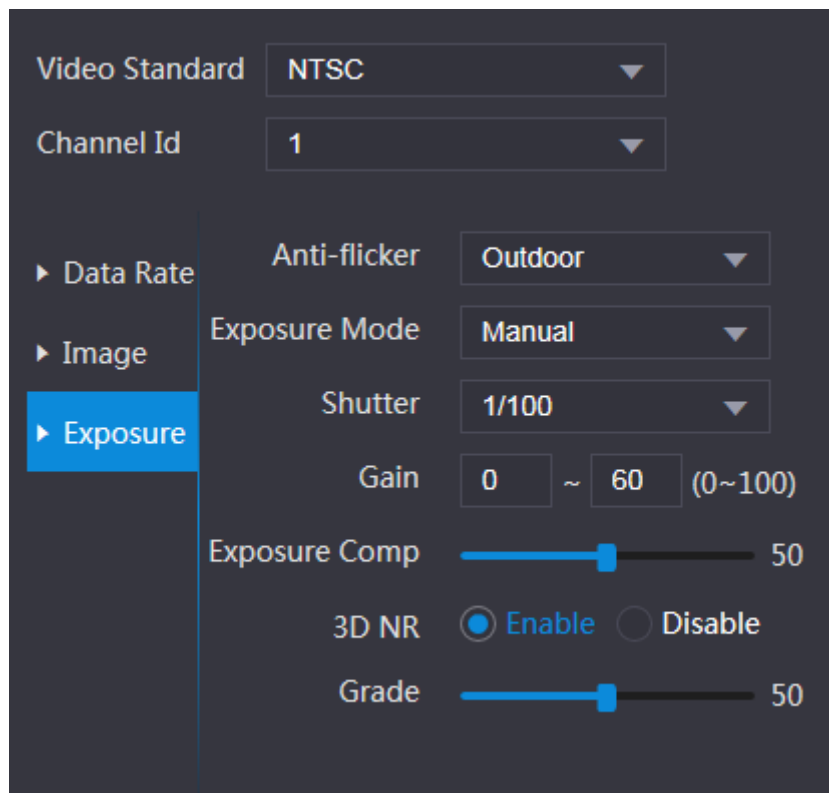 Video Standard NTSC
Channel Id 1
Data Rate
Image
Exposure
Anti-flicker Outdoor
Exposure Mode Manual
Shutter 1/100
Gain 0 ~ 60 (0~100)
Exposure Comp 50
3D NR Enable Disable
Grade 50